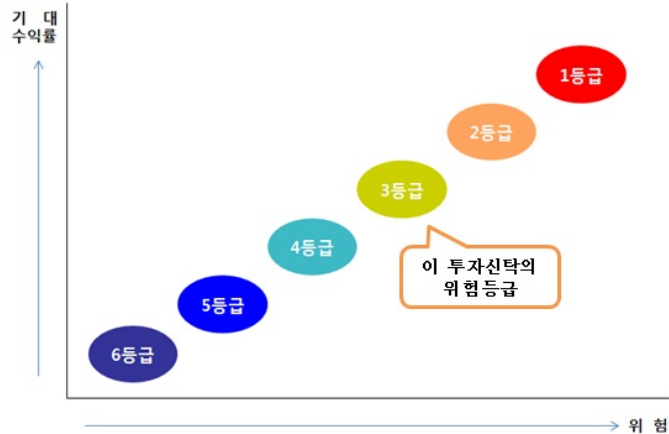 기 대
수익률
1등급
2등급
3등급
4등급
이 투자신탁의
위험등급
5등급
6등급
위 험